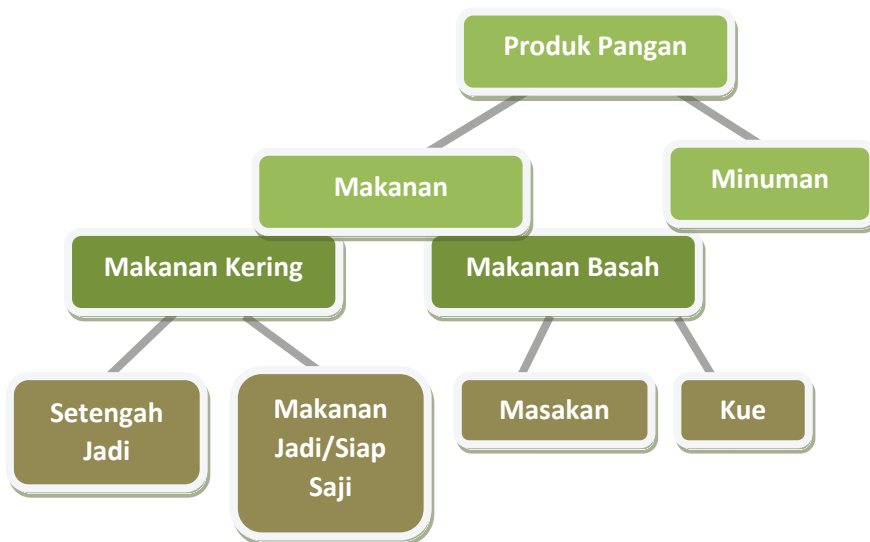 Produk Pangan
Makanan
Minuman
Makanan Kering
Makanan Basah
Setengah
Jadi
Makanan
Jadi/Siap
Saji
Masakan
Kue